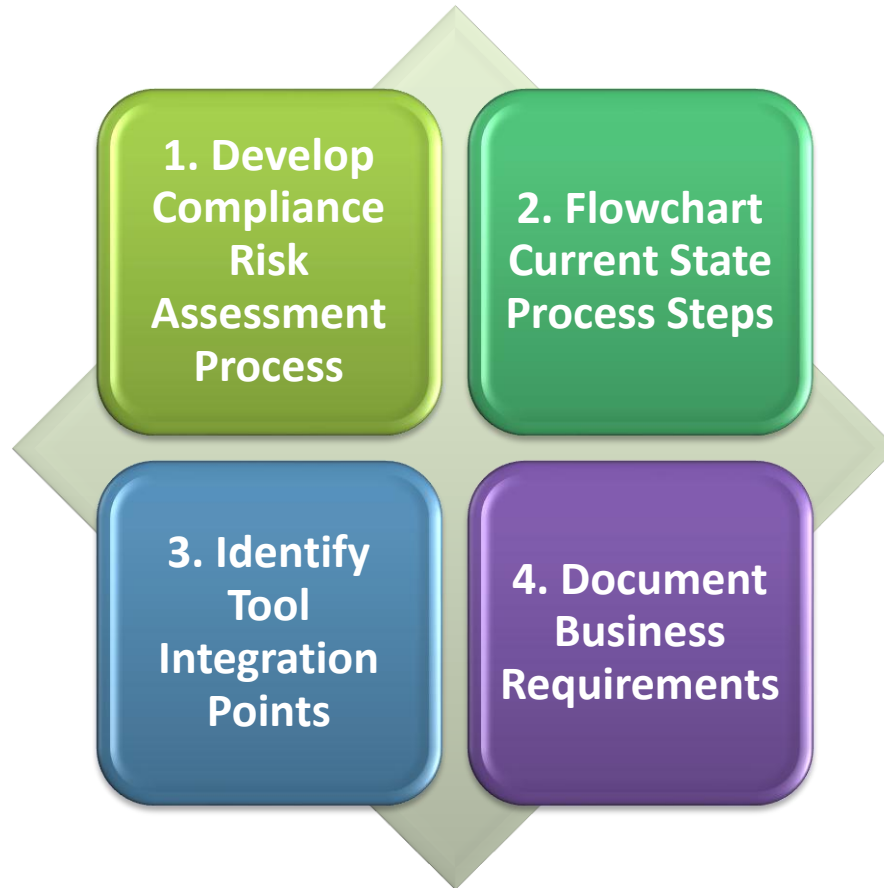 1. Develop
Compliance
Risk
Assessment
Process
2. Flowchart
Current State
Process Steps
3. Identify
Tool
Integration
Points
4. Document
Business
Requirements